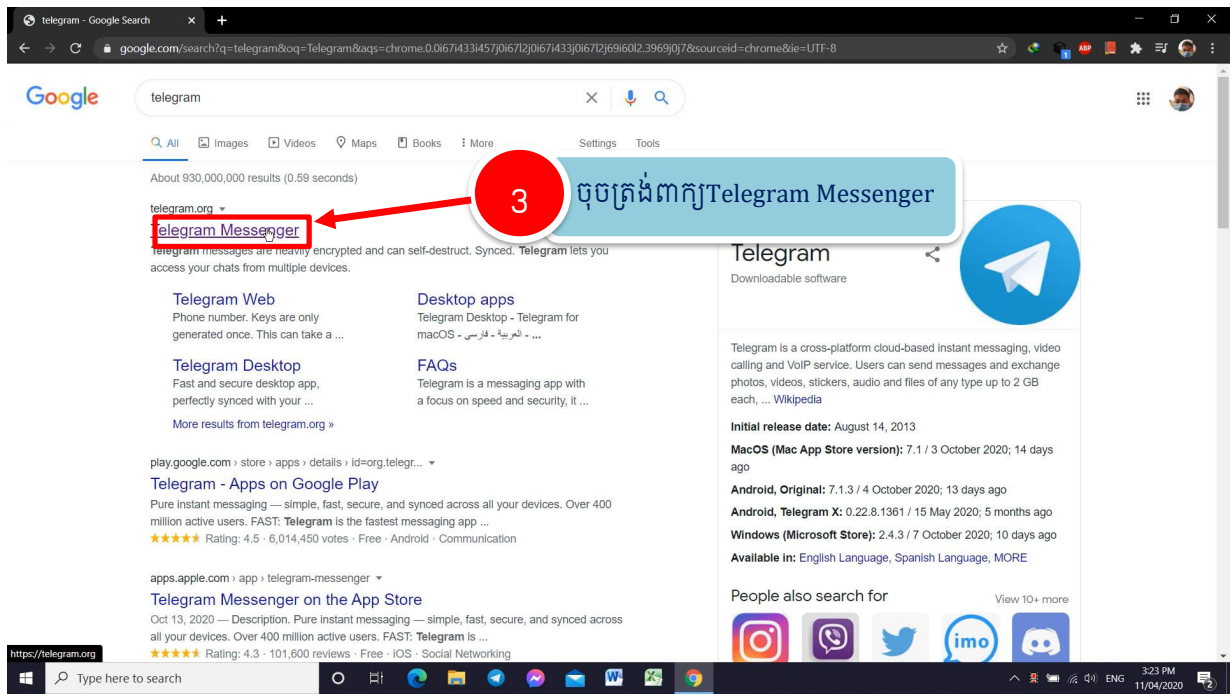 telegram - Google Search
google.com/search?q=telegram&oq=Telegram&aqs=chrome.0.0i67i433i457j0i67l2j0i67i433j0i67l2j69i60l2.3969j0j7&sourceid=chrome&ie=UTF-8
ABP
1
Google
telegram
All Images Videos Maps Books More Settings Tools
About 930,000,000 results (0.59 seconds)
3
ចុចត្រង់ពាក្យTelegram Messenger
telegram.org
Telegram Messenger
Telegram messages are heavily encrypted and can self-destruct. Synced. Telegram lets you
access your chats from multiple devices.
Telegram Web
Phone number. Keys are only
generated once. This can take a ...
Desktop apps
Telegram Desktop - Telegram for
macOS - العربية - فارسی - ...
Telegram Desktop
Fast and secure desktop app,
perfectly synced with your ...
FAQs
Telegram is a messaging app with
a focus on speed and security, it ...
More results from telegram.org »
play.google.com › store › apps › details › id=org.telegr...
Telegram - Apps on Google Play
Pure instant messaging — simple, fast, secure, and synced across all your devices. Over 400
million active users. FAST: Telegram is the fastest messaging app ...
Rating: 4.5 · 6,014,450 votes · Free · Android · Communication
apps.apple.com › app › telegram-messenger
Telegram Messenger on the App Store
Oct 13, 2020 — Description. Pure instant messaging — simple, fast, secure, and synced across
all your devices. Over 400 million active users. FAST: Telegram is ...
Rating: 4.3 · 101,600 reviews · Free · iOS · Social Networking
Telegram
Downloadable software
Telegram is a cross-platform cloud-based instant messaging, video
calling and VoIP service. Users can send messages and exchange
photos, videos, stickers, audio and files of any type up to 2 GB
each, ... Wikipedia
Initial release date: August 14, 2013
MacOS (Mac App Store version): 7.1 / 3 October 2020; 14 days
ago
Android, Original: 7.1.3 / 4 October 2020; 13 days ago
Android, Telegram X: 0.22.8.1361 / 15 May 2020; 5 months ago
Windows (Microsoft Store): 2.4.3 / 7 October 2020; 10 days ago
Available in: English Language, Spanish Language, MORE
People also search for
View 10+ more
imo
https://telegram.org
Type here to search
ENG
3:23 PM
11/04/2020
2